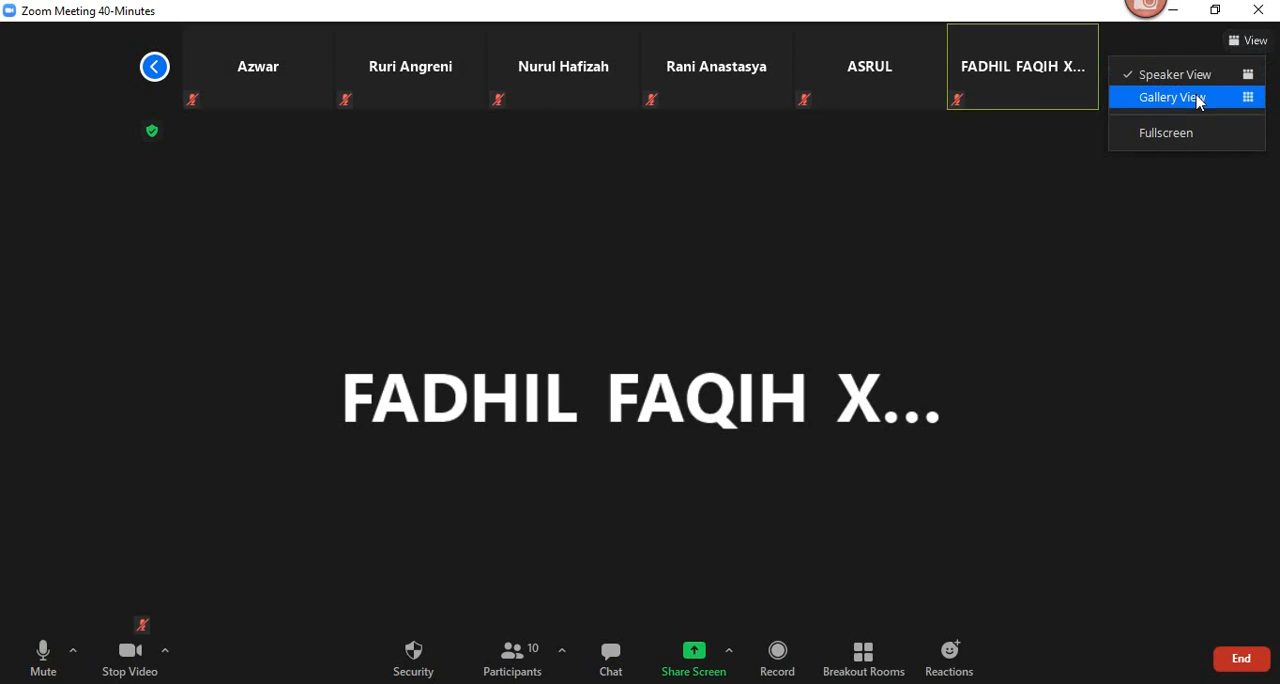 Zoom Meeting 40-Minutes
View
Azwar
Ruri Angreni
Nurul Hafizah
Rani Anastasya
ASRUL
FADHIL FAQIH X...
Speaker View
Gallery View
Fullscreen
FADHIL FAQIH X...
10
Mute
Stop Video
Security
Participants
Chat
Share Screen
Record
Breakout Rooms
Reactions
End